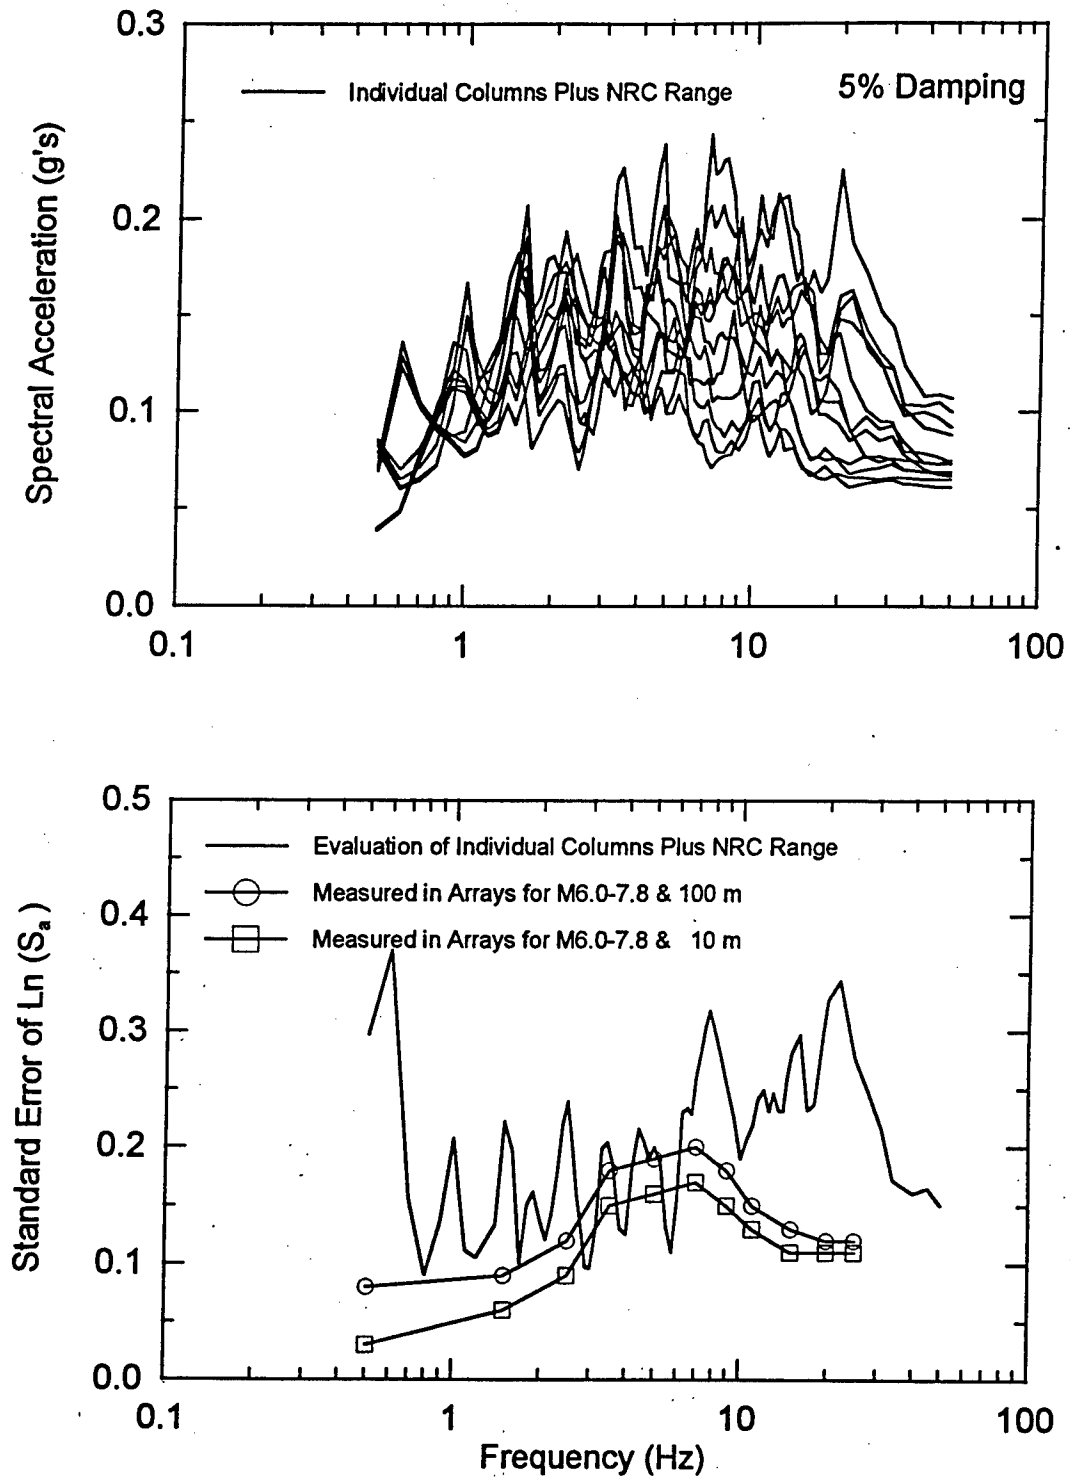 0.3
Individual Columns Plus NRC Range
5% Damping
0.2
0.1
0.0
Spectral Acceleration (g's)
0.1 1 10 100
0.5
Evaluation of Individual Columns Plus NRC Range
Measured in Arrays for M6.0-7.8 & 100 m
Measured in Arrays for M6.0-7.8 & 10 m
0.4
0.3
0.2
0.1
0.0
Standard Error of Ln (Sa)
0.1 1 10 100
Frequency (Hz)